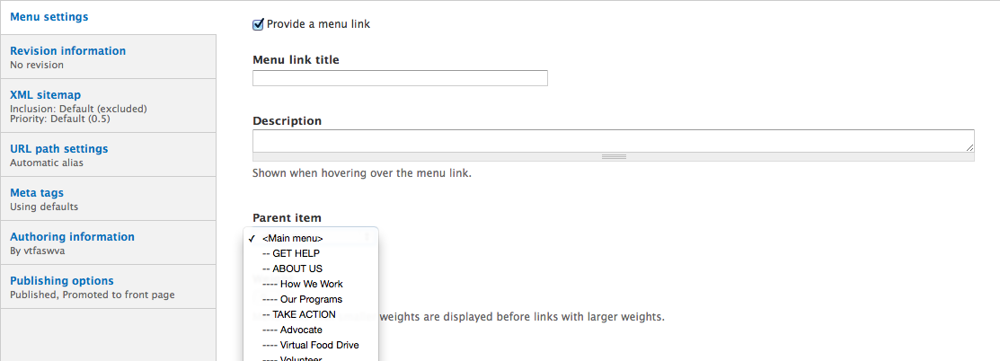 Menu settings
Revision information
No revision
XML sitemap
Inclusion: Default (excluded)
Priority: Default (0.5)
URL path settings
Automatic alias
Meta tags
Using defaults
Authoring information
By vtfaswva
Publishing options
Published, Promoted to front page
Provide a menu link
Menu link title
Description
Shown when hovering over the menu link.
Parent item
<Main menu>
-- GET HELP
-- ABOUT US
---- How We Work
---- Our Programs
-- TAKE ACTION
weights are displayed before links with larger weights.
---- Advocate
---- Virtual Food Drive
---- Volunteer